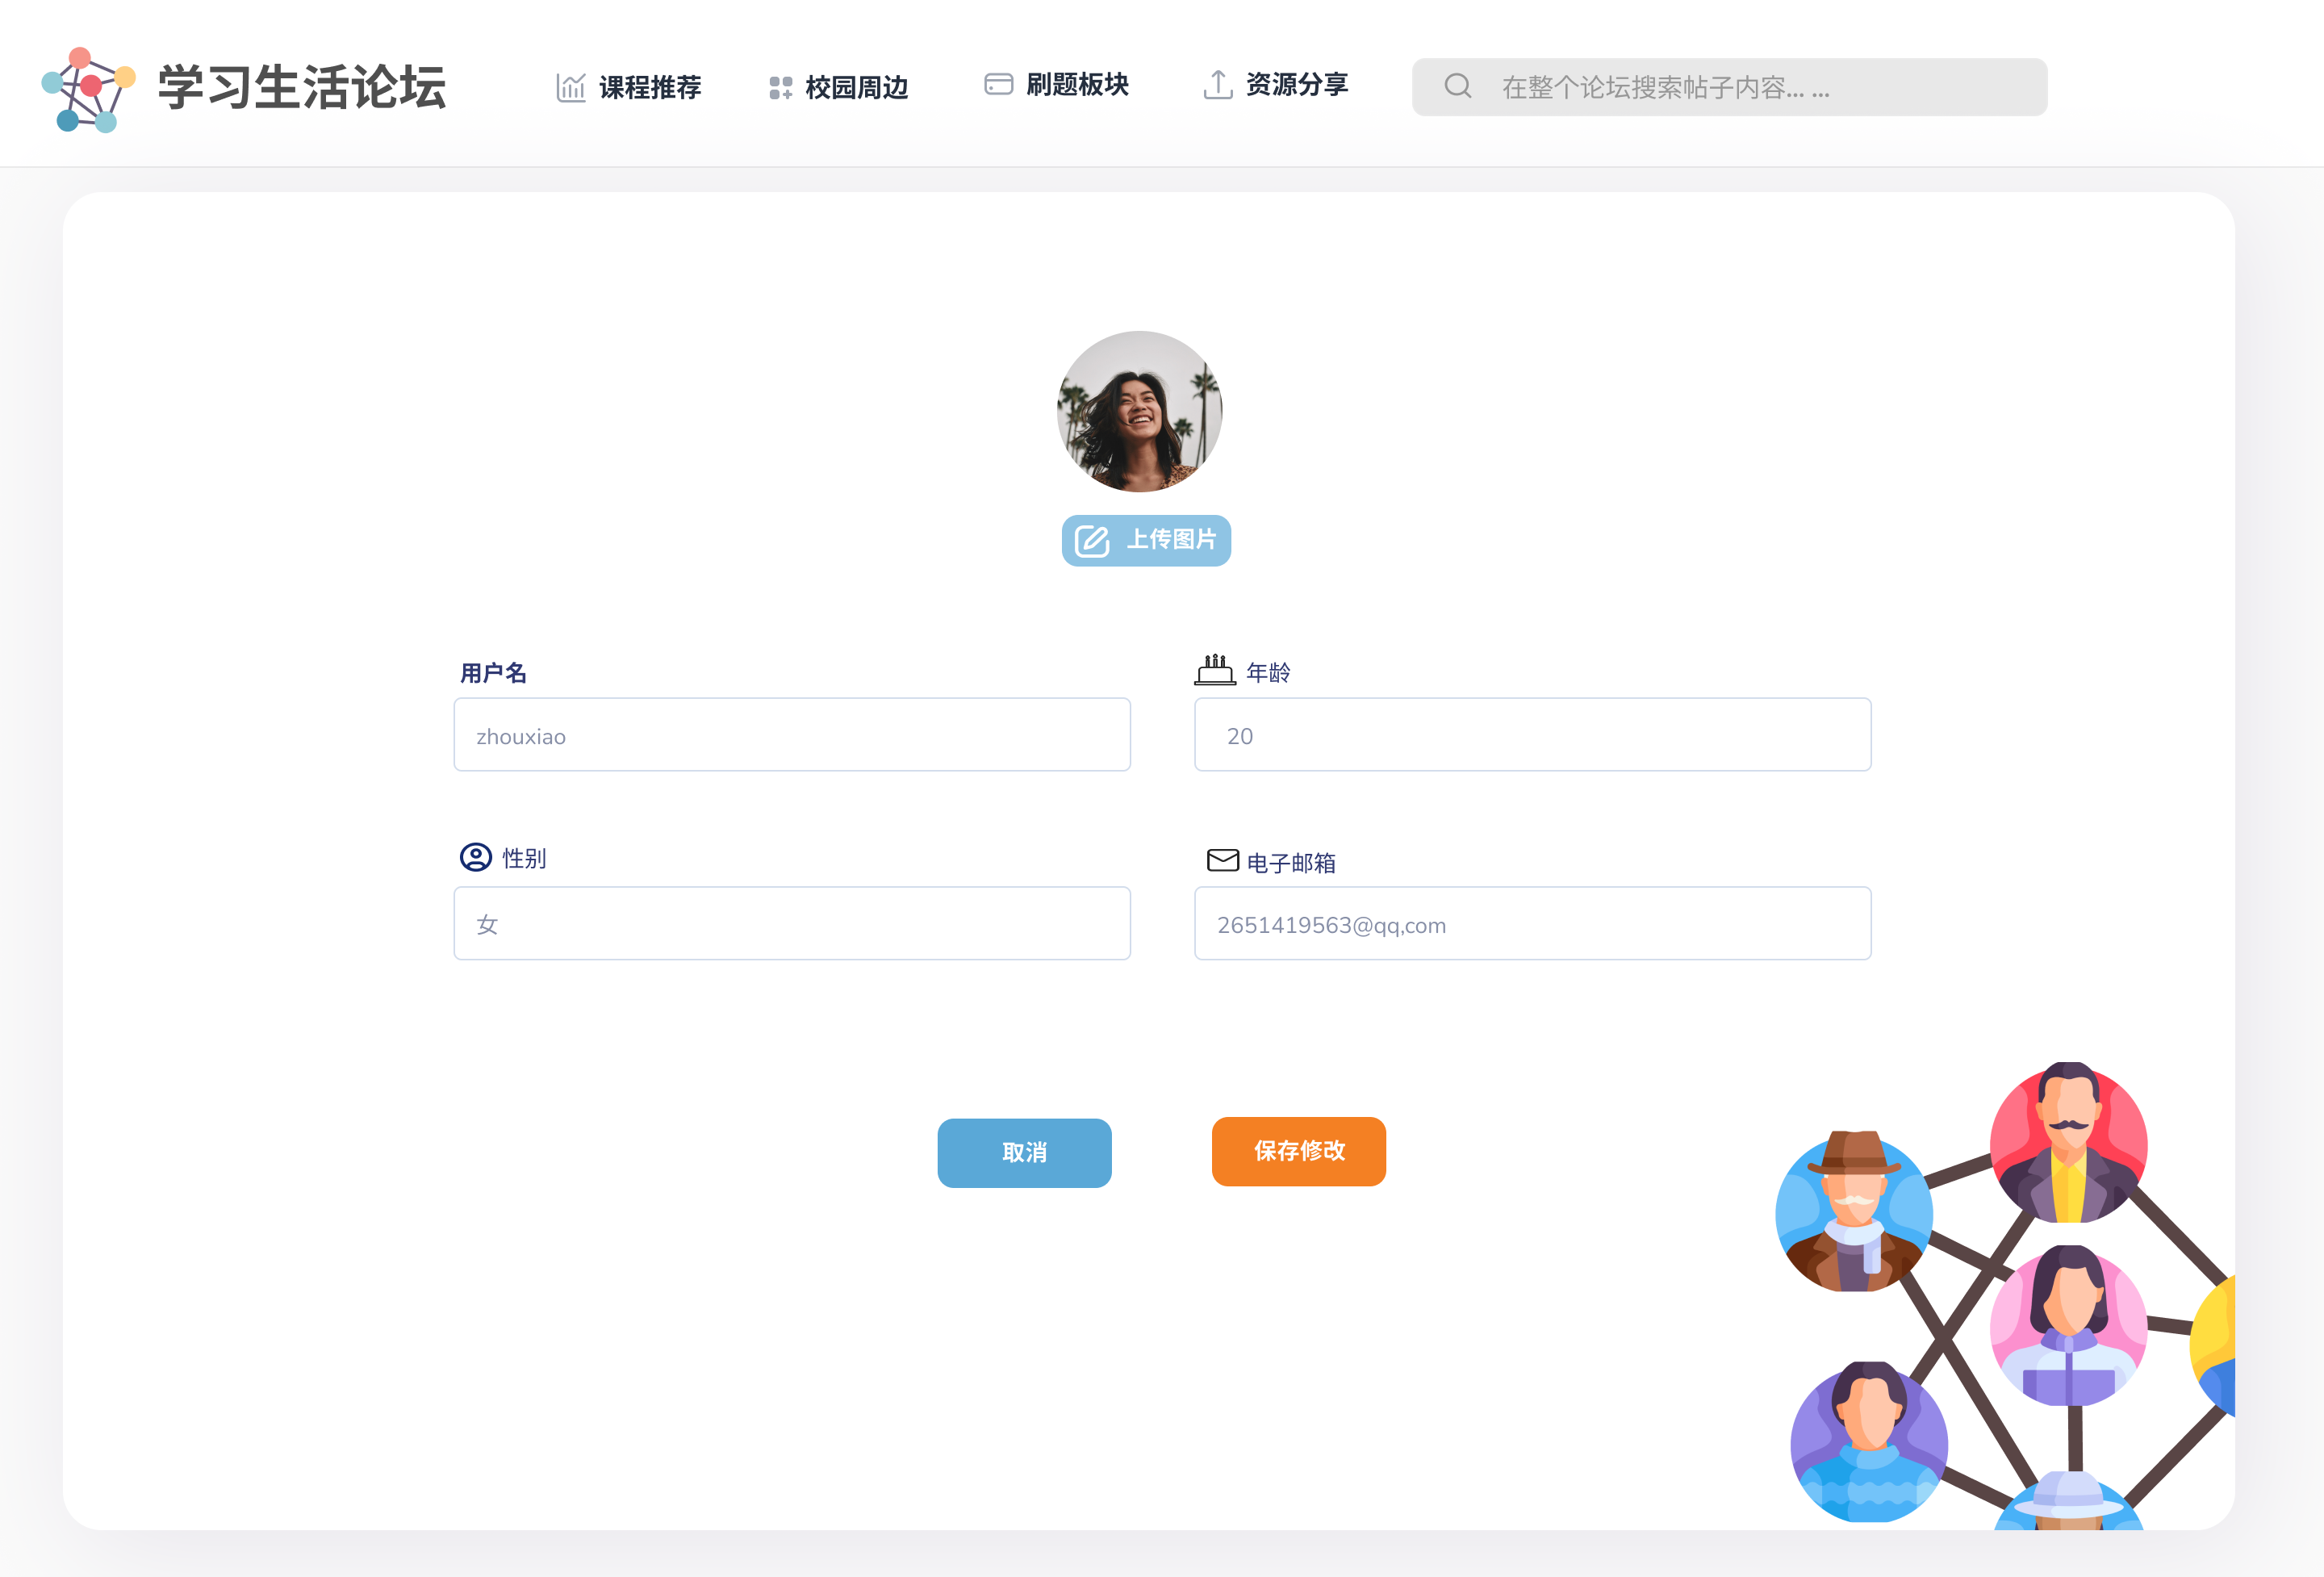 学习生活论坛
课程推荐
校园周边
刷题板块
资源分享
在整个论坛搜索帖子内容... ...
上传图片
用户名
年龄
zhouxiao
20
性别
电子邮箱
女
2651419563@qq,com
取消
保存修改